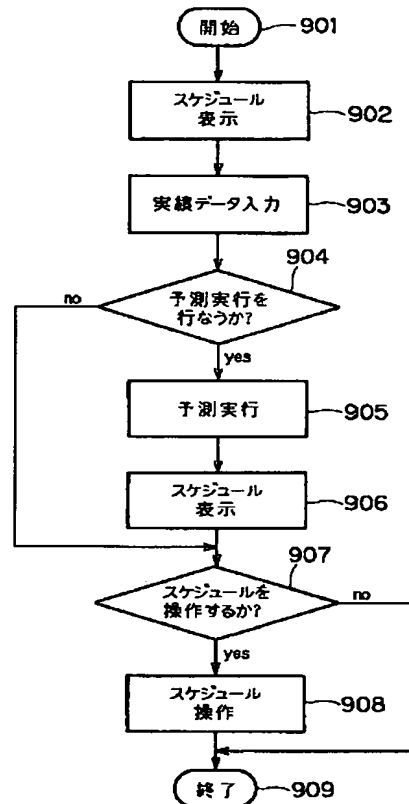 開始
901
スケジュール
表示
902
実績データ入力
903
904
予測実行を
行なうか?
no
yes
予測実行
905
スケジュール
表示
906
907
スケジュールを
操作するか?
no
yes
スケジュール
操作
908
終了
909